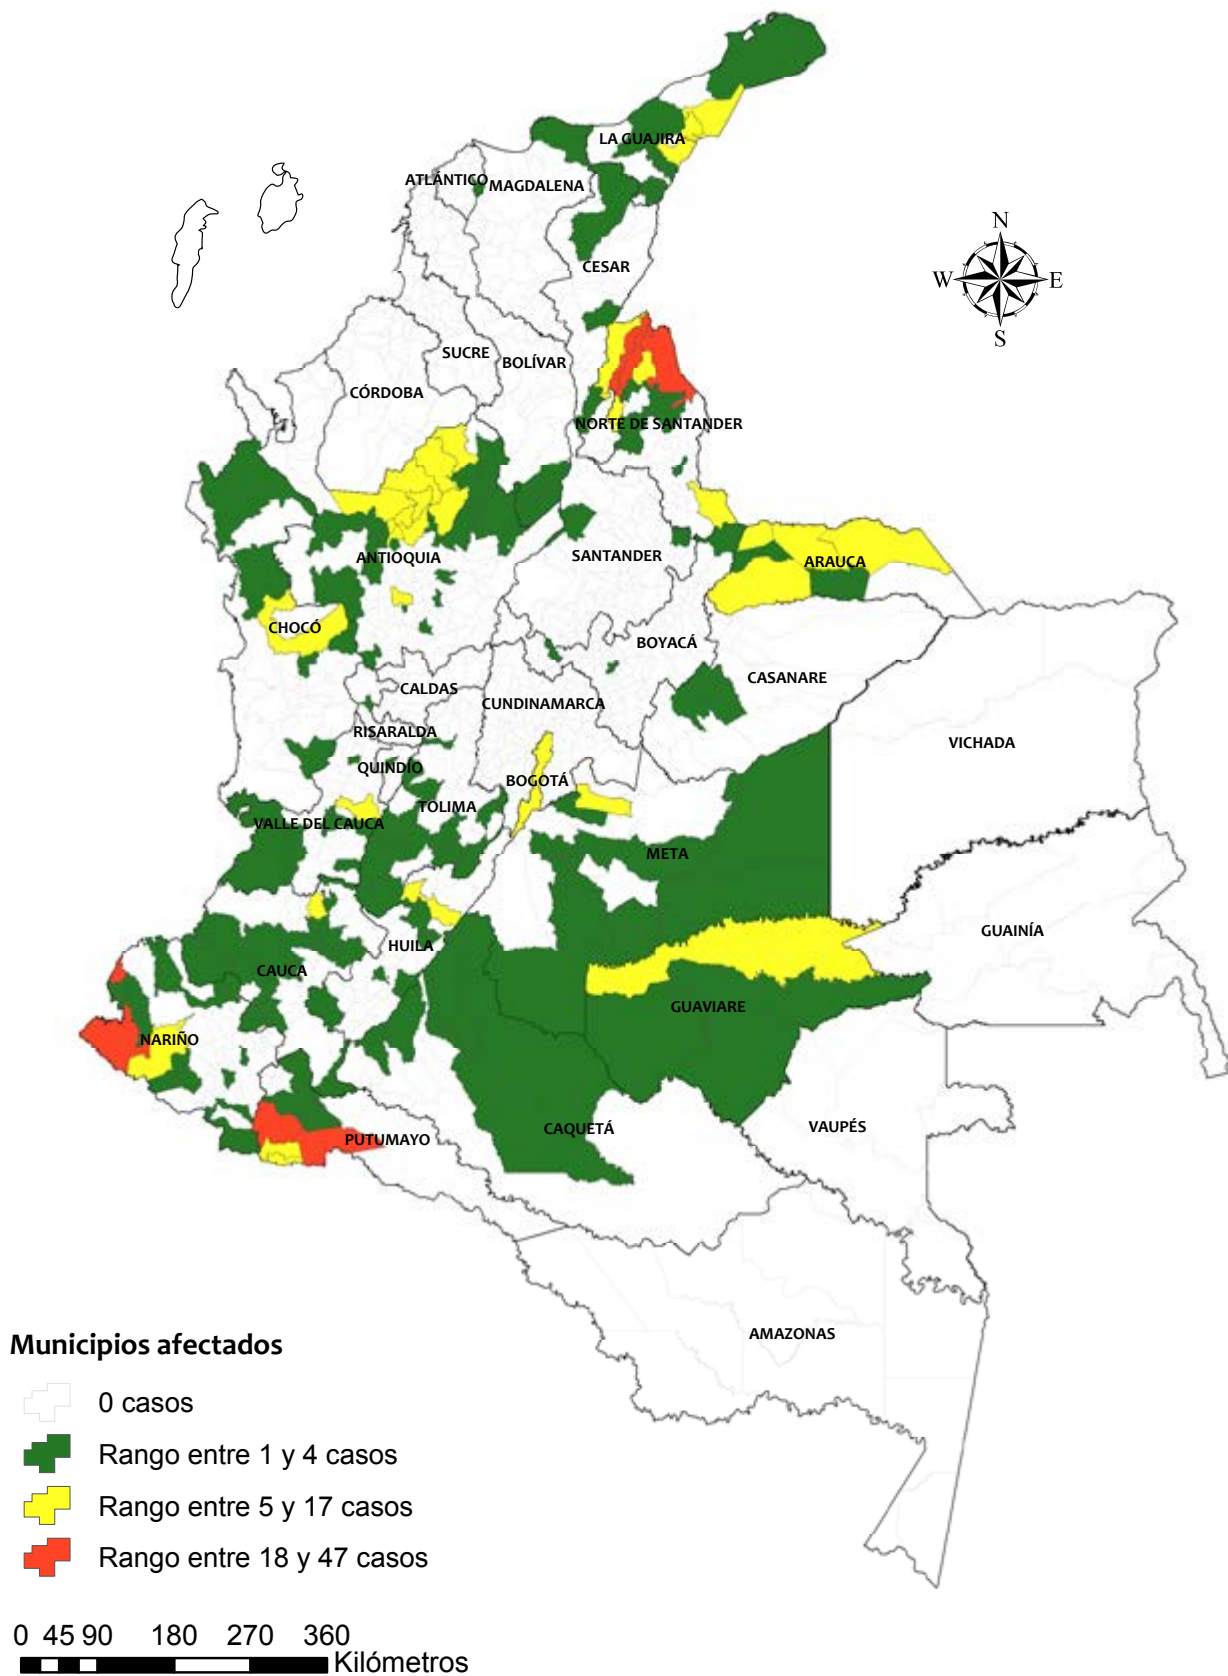 LA GUAJIRA
ATLÁNTICO
MAGDALENA
N
W
E
S
CESAR
SUCRE
BOLÍVAR
CÓRDOBA
NORTE DE SANTANDER
ANTIOQUIA
SANTANDER
ARAUCA
CHOCÓ
BOYACÁ
CASANARE
CALDAS
CUNDINAMARCA
RISARALDA
VICHADA
QUINDÍO
BOGOTÁ
TOLIMA
VALLE DEL CAUCA
META
GUAINÍA
HUILA
CAUCA
GUAVIARE
NARIÑO
CAQUETÁ
VAUPÉS
PUTUMAYO
AMAZONAS
Municipios afectados
0 casos
Rango entre 1 y 4 casos
Rango entre 5 y 17 casos
Rango entre 18 y 47 casos
0 45 90 180 270 360
Kilómetros